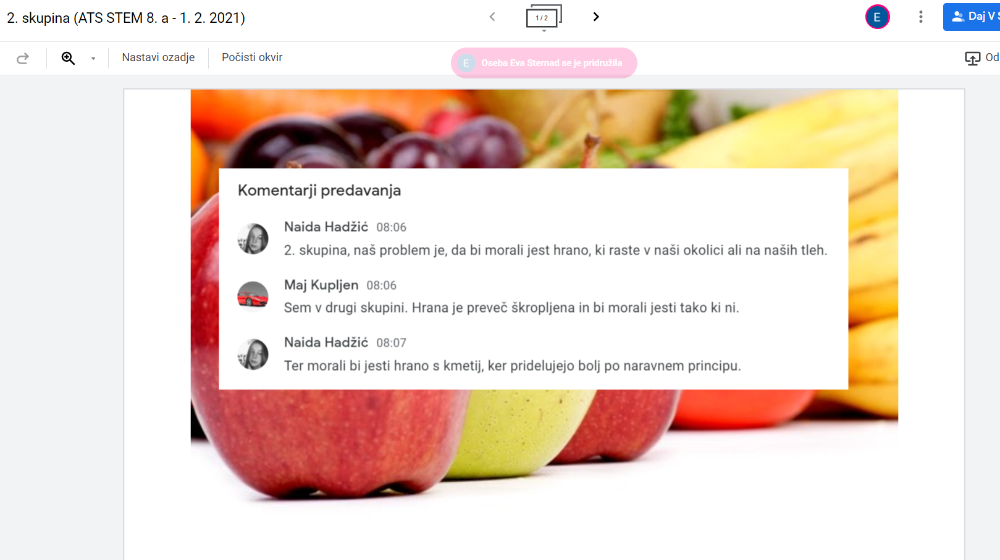 2. skupina (ATS STEM 8. a - 1. 2. 2021)
1 / 2
E
Daj V
Nastavi ozadje
Počisti okvir
E Oseba Eva Sternad se je pridružila
Od
Komentarji predavanja
Naida Hadžić 08:06
2. skupina, naš problem je, da bi morali jest hrano, ki raste v naši okolici ali na naših tleh.
Maj Kupljen 08:06
Sem v drugi skupini. Hrana je preveč škropljena in bi morali jesti tako ki ni.
Naida Hadžić 08:07
Ter morali bi jesti hrano s kmetij, ker pridelujejo bolj po naravnem principu.